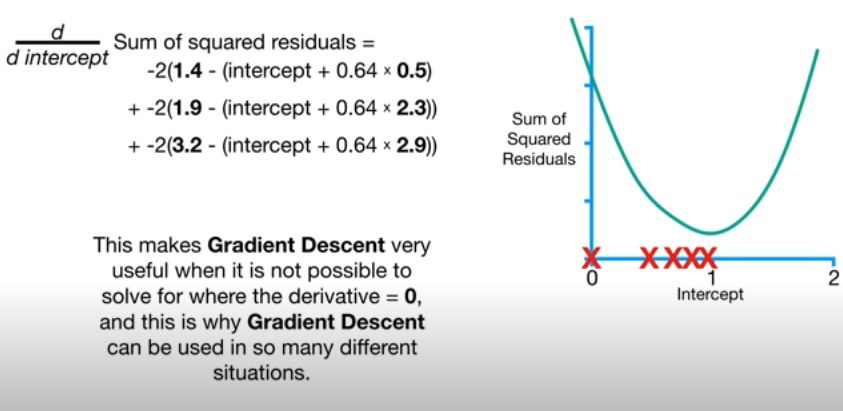 d
d intercept
Sum of squared residuals =
-2(1.4 - (intercept + 0.64 × 0.5)
+ -2(1.9 - (intercept + 0.64 × 2.3))
+ -2(3.2 - (intercept + 0.64 × 2.9))
This makes Gradient Descent very
useful when it is not possible to
solve for where the derivative = 0,
and this is why Gradient Descent
can be used in so many different
situations.
Sum of
Squared
Residuals
X XXXX
0 1 2
Intercept